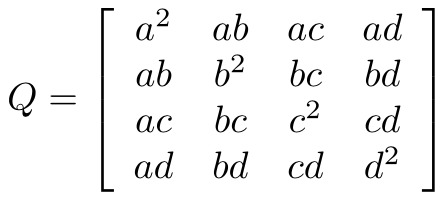 Q = [ a² ab ac ad
ab b² bc bd
ac bc c² cd
ad bd cd d² ]